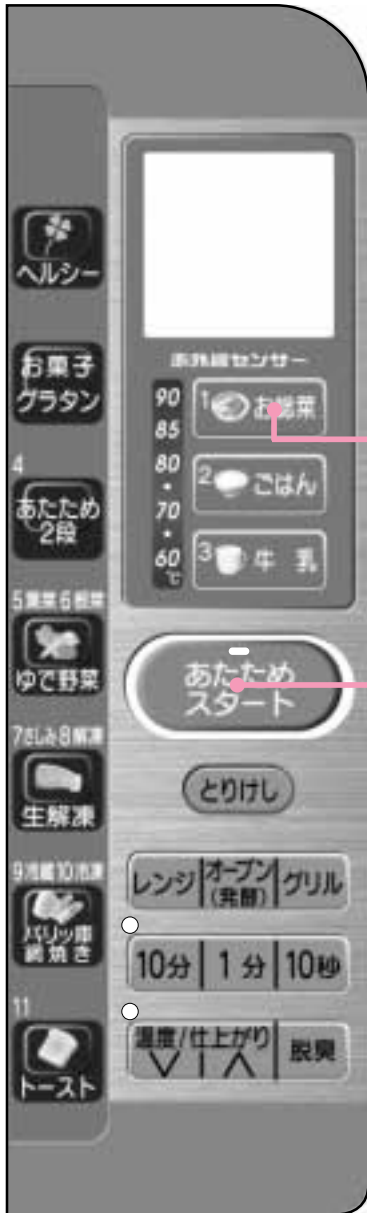 ヘルシー
お菓子
グラタン
4
あたため
2段
5葉菜6根菜
ゆで野菜
7さしみ8解凍
生解凍
9冷蔵10冷凍
パリッ庫
網焼き
11
トースト
赤外線センサー
90
85
80
70
60
℃
1 お総菜
2 ごはん
3 牛乳
あたため
スタート
とりけし
レンジ
オーブン
(発酵)
グリル
10分
1分
10秒
温度/仕上がり
脱臭